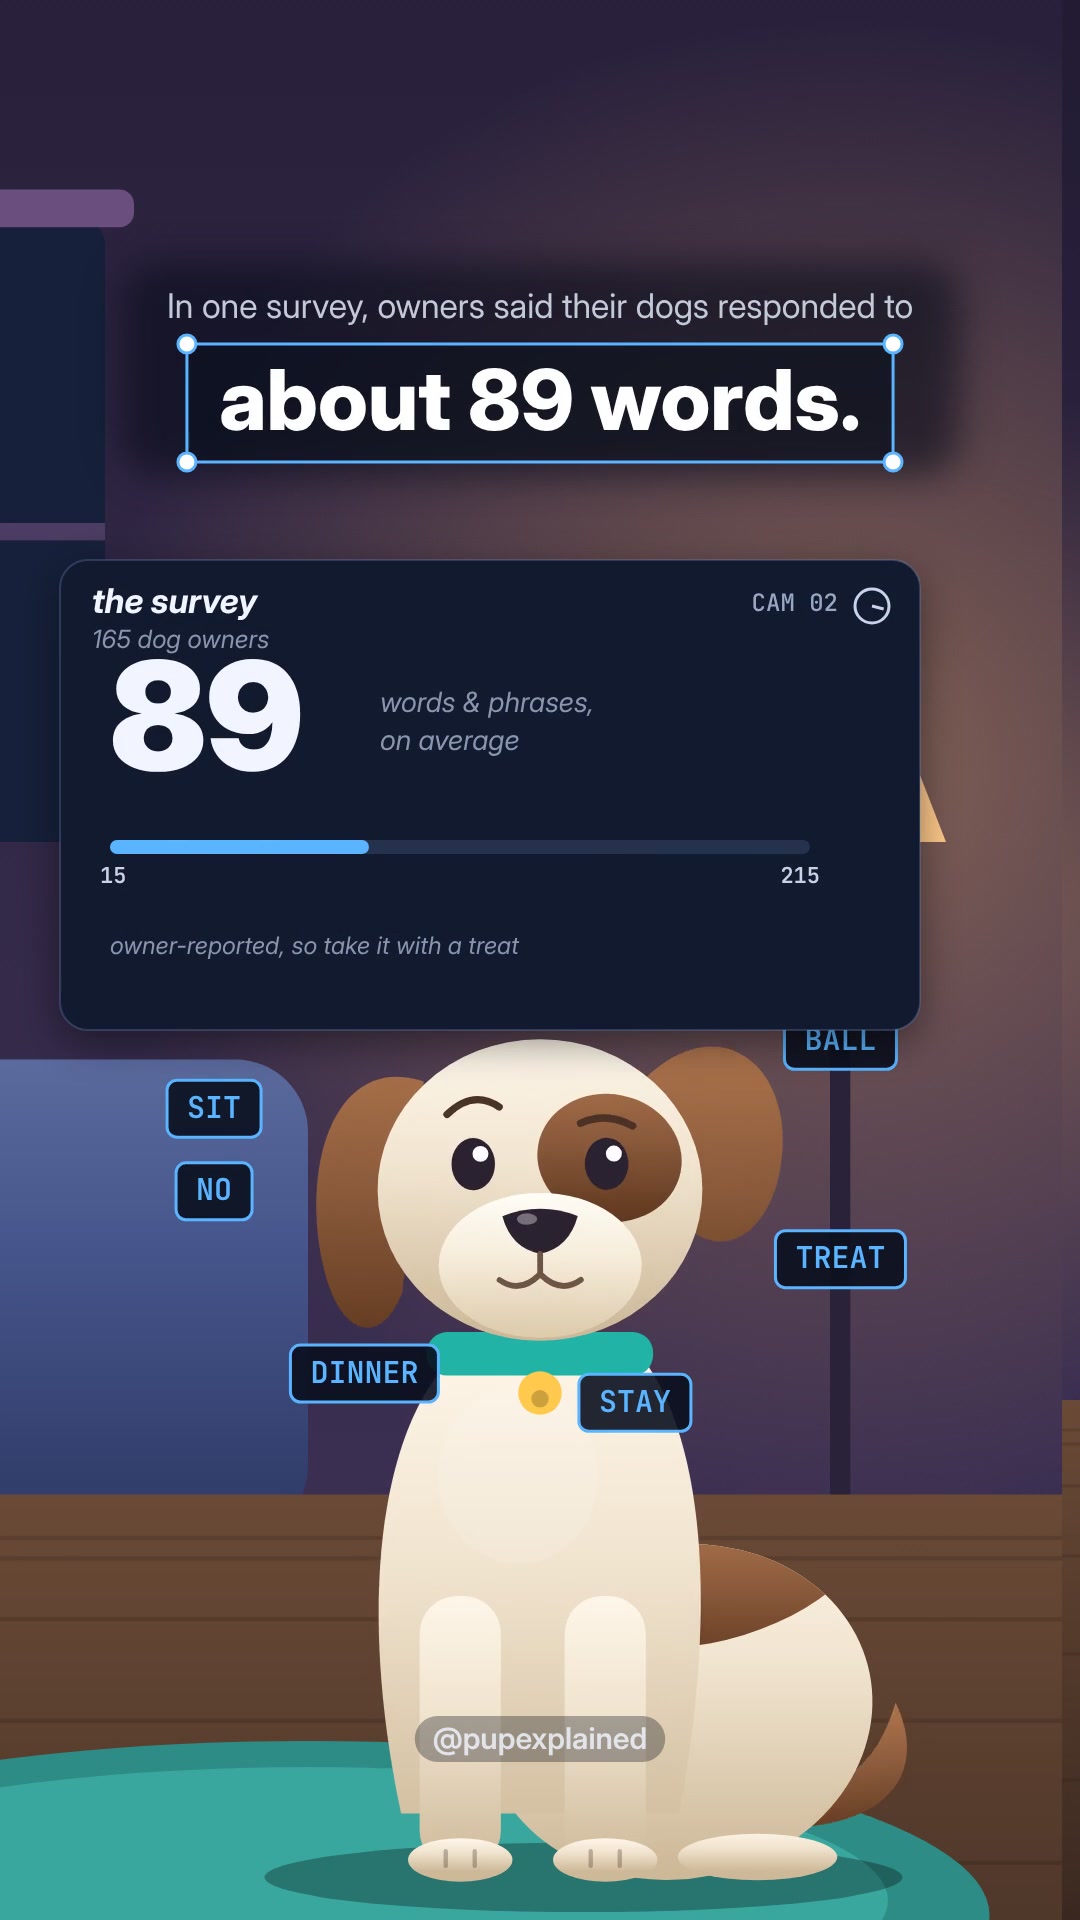 In one survey, owners said their dogs responded to
about 89 words.
the survey
CAM 02
165 dog owners
89
words & phrases,
on average
15
215
owner-reported, so take it with a treat
BALL
SIT
NO
TREAT
DINNER
STAY
@pupexplained